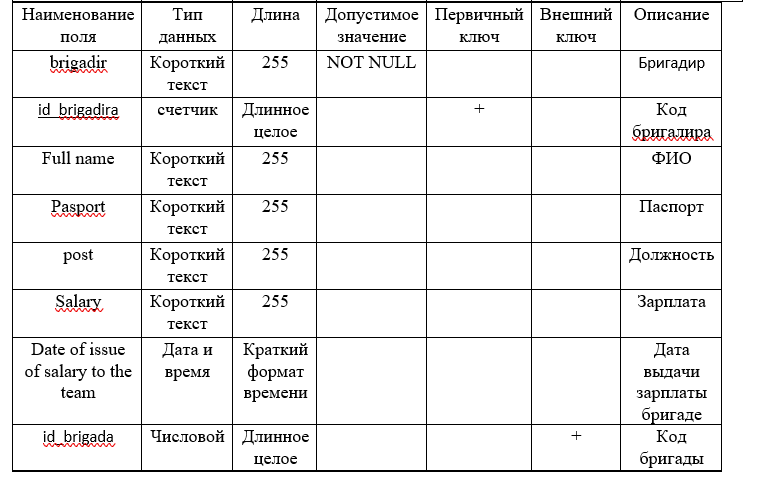 Наименование Тип Длина Допустимое Первичный Внешний Описание
поля данных значение ключ ключ
brigadir Короткий 255 NOT NULL Бригадир
текст
id_brigadira счетчик Длинное + Код
целое бригалира
Full name Короткий 255 ФИО
текст
Pasport Короткий 255 Паспорт
текст
post Короткий 255 Должность
текст
Salary Короткий 255 Зарплата
текст
Date of issue Дата и Краткий Дата
of salary to the время формат выдачи
team времени зарплаты
бригаде
id_brigada Числовой Длинное + Код
целое бригады